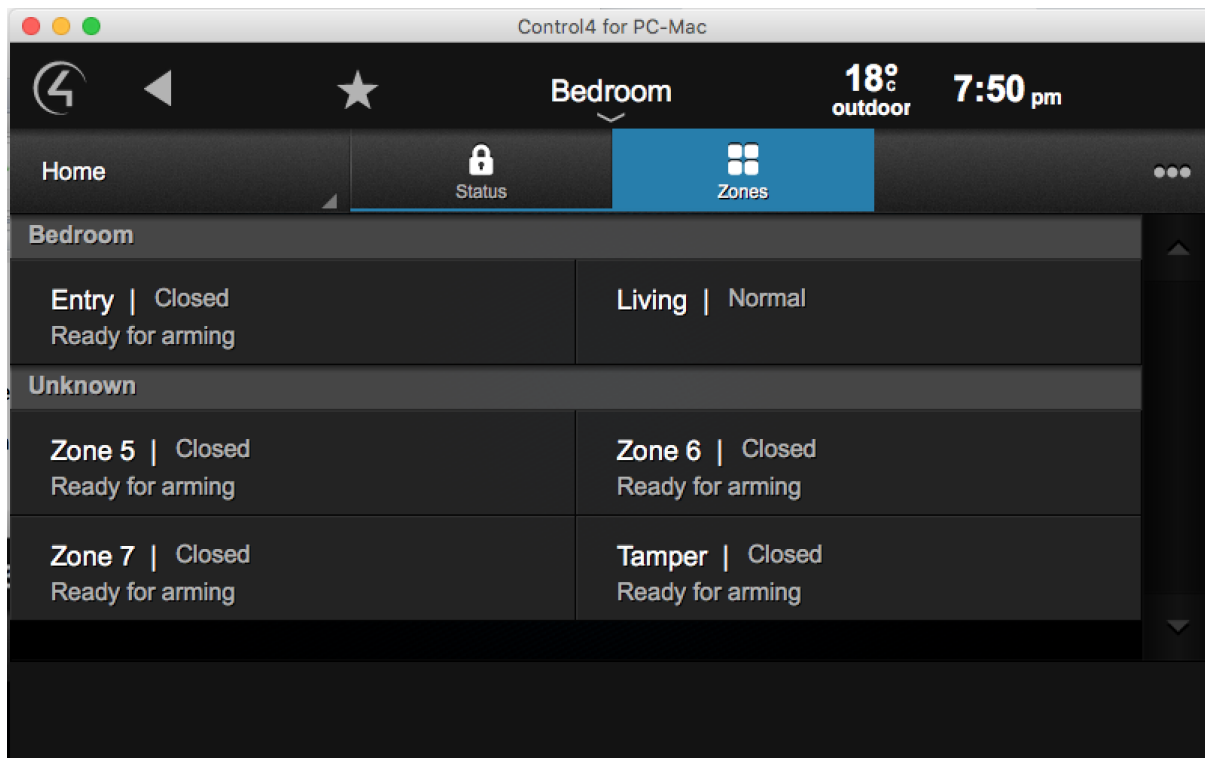 Control4 for PC-Mac
Bedroom
18°c
outdoor
7:50 pm
Home
Status
Zones
Bedroom
Entry | Closed
Ready for arming
Living | Normal
Unknown
Zone 5 | Closed
Ready for arming
Zone 6 | Closed
Ready for arming
Zone 7 | Closed
Ready for arming
Tamper | Closed
Ready for arming